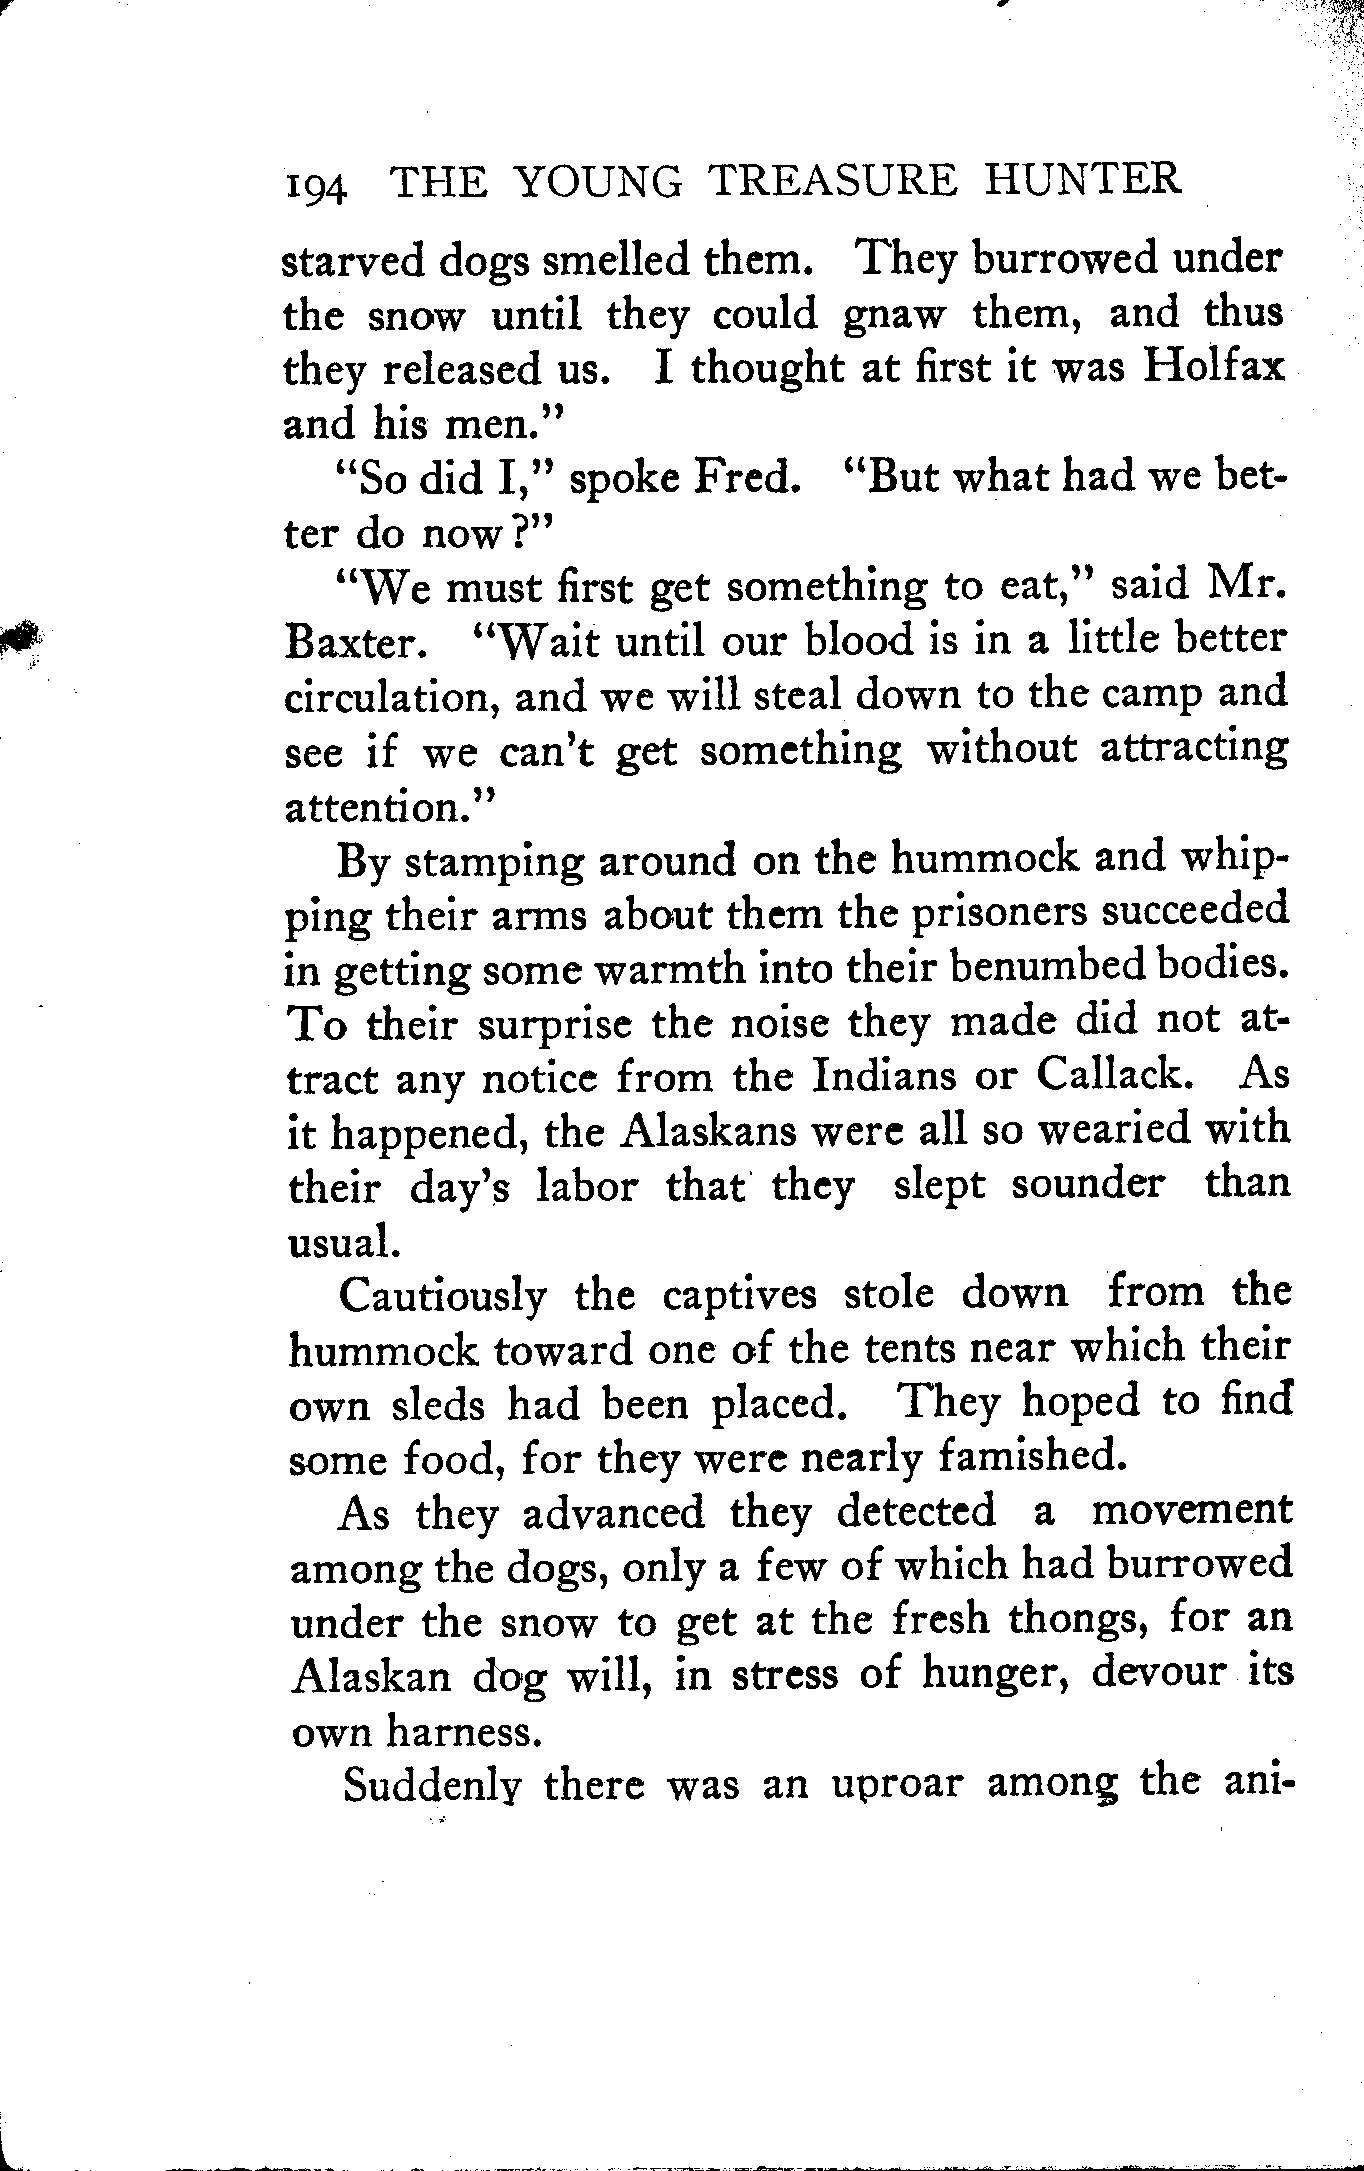 194 THE YOUNG TREASURE HUNTER
starved dogs smelled them. They burrowed under
the snow until they could gnaw them, and thus
they released us. I thought at first it was Holfax
and his men."
"So did I," spoke Fred. "But what had we bet-
ter do now?"
"We must first get something to eat," said Mr.
Baxter. "Wait until our blood is in a little better
circulation, and we will steal down to the camp and
see if we can't get something without attracting
attention."
By stamping around on the hummock and whip-
ping their arms about them the prisoners succeeded
in getting some warmth into their benumbed bodies.
To their surprise the noise they made did not at-
tract any notice from the Indians or Callack. As
it happened, the Alaskans were all so wearied with
their day's labor that they slept sounder than
usual.
Cautiously the captives stole down from the
hummock toward one of the tents near which their
own sleds had been placed. They hoped to find
some food, for they were nearly famished.
As they advanced they detected a movement
among the dogs, only a few of which had burrowed
under the snow to get at the fresh thongs, for an
Alaskan dog will, in stress of hunger, devour its
own harness.
Suddenly there was an uproar among the ani-